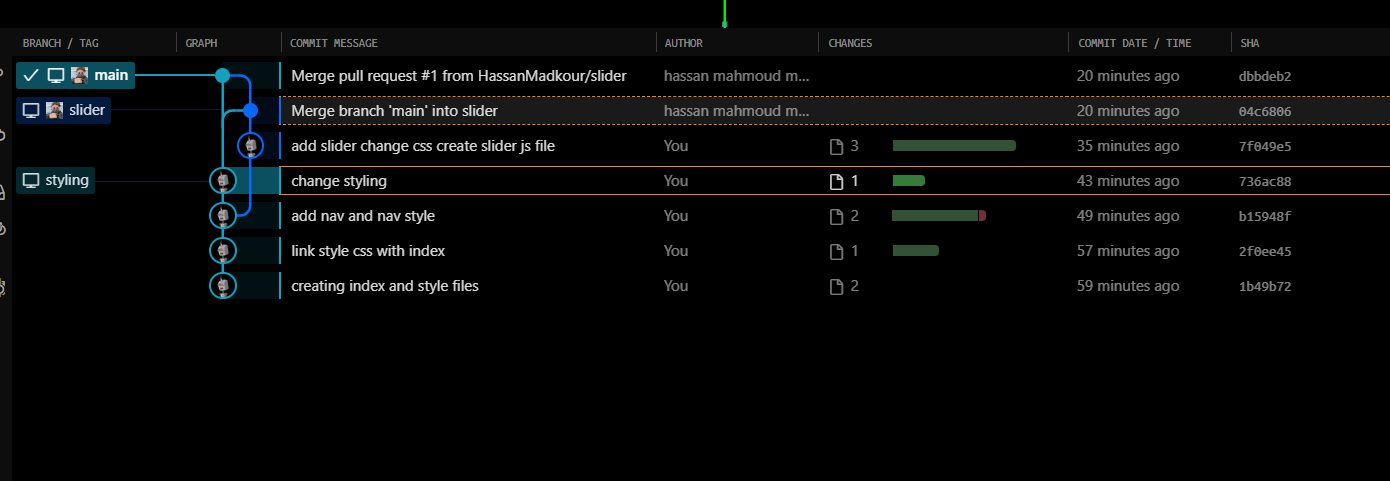 BRANCH / TAG GRAPH COMMIT MESSAGE AUTHOR CHANGES COMMIT DATE / TIME SHA
main Merge pull request #1 from HassanMadkour/slider hassan mahmoud m... 20 minutes ago dbbdeb2
slider Merge branch 'main' into slider hassan mahmoud m... 20 minutes ago 04c6806
add slider change css create slider js file You 3 35 minutes ago 7f049e5
styling change styling You 1 43 minutes ago 736ac88
add nav and nav style You 2 49 minutes ago b15948f
link style css with index You 1 57 minutes ago 2f0ee45
creating index and style files You 2 59 minutes ago 1b49b72